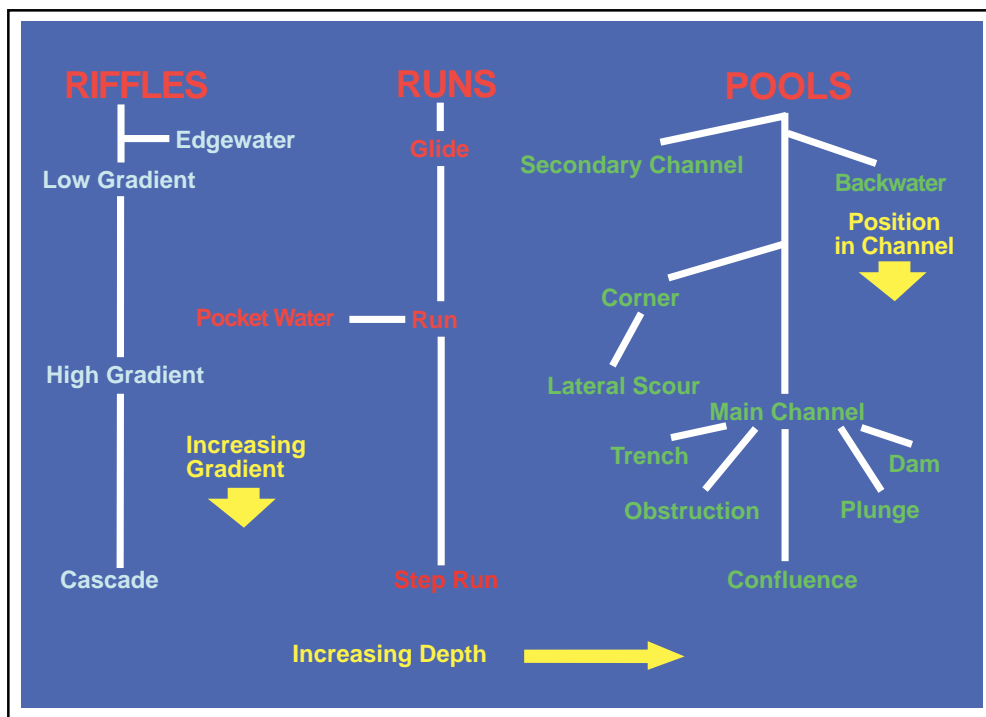 RIFFLES
Edgewater
Low Gradient
High Gradient
Cascade
Increasing
Gradient
RUNS
Glide
Pocket Water
Run
Step Run
POOLS
Secondary Channel
Backwater
Position
in Channel
Corner
Lateral Scour
Main Channel
Trench
Dam
Obstruction
Plunge
Confluence
Increasing Depth